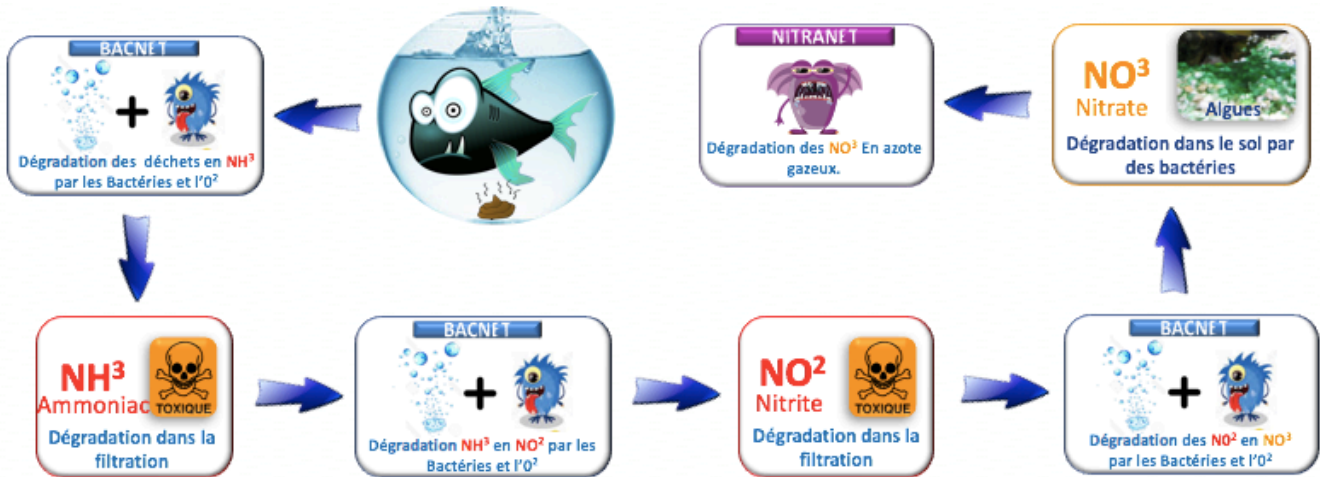 BACNET
Dégradation des déchets en NH³
par les Bactéries et l'0²
NITRANET
Dégradation des NO³ En azote
gazeux.
NO³
Nitrate
Algues
Dégradation dans le sol par
des bactéries
NH³
Ammoniac
TOXIQUE
Dégradation dans la
filtration
BACNET
Dégradation NH³ en NO² par les
Bactéries et l'0²
NO²
Nitrite
TOXIQUE
Dégradation dans la
filtration
BACNET
Dégradation des N0² en NO³
par les Bactéries et l'0²